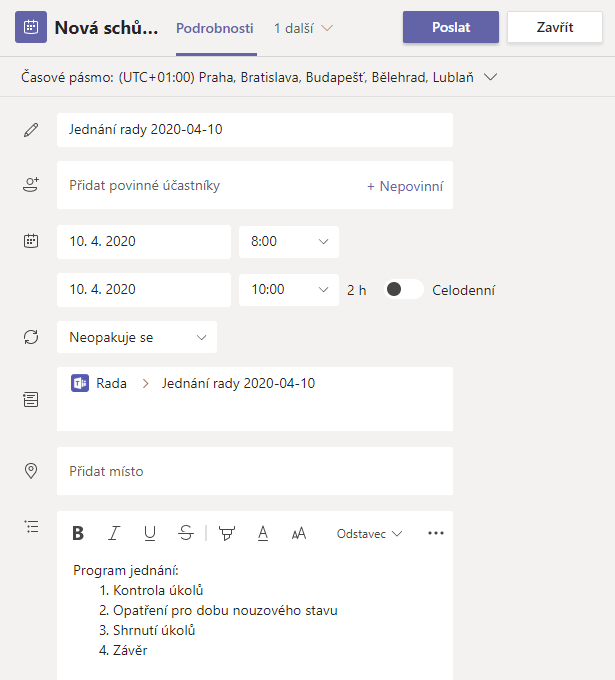 Nová schů...
Podrobnosti
1 další
Poslat
Zavřít
Časové pásmo: (UTC+01:00) Praha, Bratislava, Budapešť, Bělehrad, Lublaň
Jednání rady 2020-04-10
Přidat povinné účastníky
+ Nepovinní
10. 4. 2020
8:00
10. 4. 2020
10:00
2 h
Celodenní
Neopakuje se
Rada > Jednání rady 2020-04-10
Přidat místo
B I U S A AA Odstavec ...
Program jednání:
1. Kontrola úkolů
2. Opatření pro dobu nouzového stavu
3. Shrnutí úkolů
4. Závěr